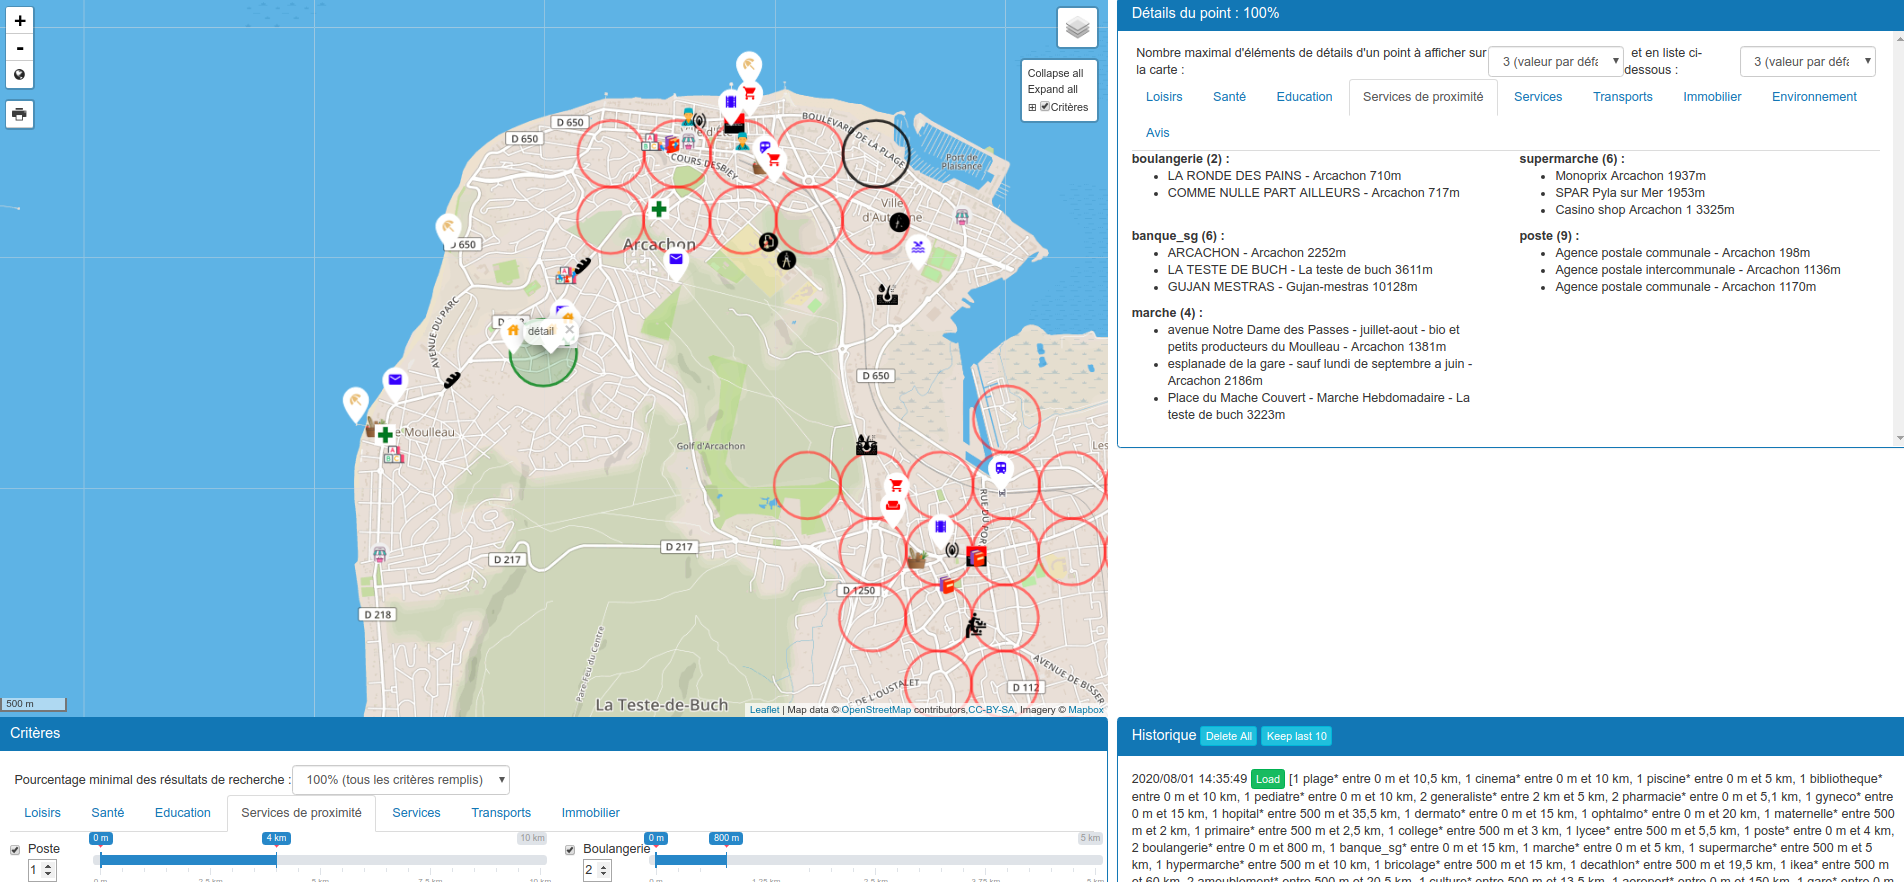 +
-
Collapse all
Expand all
Critères
D 650
D 650
D 650
BOULEVARD DE LA PLAGE
COURS DESBIEY
Port de
Plaisance
Ville
Arcachon
AVENUE DU PARC
détail ×
D 650
e Moulleau
Golf d'Arcachon
RUE DU POR
D 217
D 217
D 1250
D 218
Pare Feu du Centre
DE L'OUSTALET
AVENUE DE BISSER
D 112
La Teste-de-Buch
500 m
Leaflet | Map data © OpenStreetMap contributors,CC-BY-SA, Imagery © Mapbox
Détails du point : 100%
Nombre maximal d'éléments de détails d'un point à afficher sur la carte : 3 (valeur par défa et en liste ci-dessous : 3 (valeur par défa
Loisirs Santé Education Services de proximité Services Transports Immobilier Environnement
Avis
boulangerie (2) :
LA RONDE DES PAINS - Arcachon 710m
COMME NULLE PART AILLEURS - Arcachon 717m
supermarche (6) :
Monoprix Arcachon 1937m
SPAR Pyla sur Mer 1953m
Casino shop Arcachon 1 3325m
banque_sg (6) :
ARCACHON - Arcachon 2252m
LA TESTE DE BUCH - La teste de buch 3611m
GUJAN MESTRAS - Gujan-mestras 10128m
poste (9) :
Agence postale communale - Arcachon 198m
Agence postale intercommunale - Arcachon 1136m
Agence postale communale - Arcachon 1170m
marche (4) :
avenue Notre Dame des Passes - juillet-aout - bio et
petits producteurs du Moulleau - Arcachon 1381m
esplanade de la gare - sauf lundi de septembre a juin -
Arcachon 2186m
Place du Mache Couvert - Marche Hebdomadaire - La
teste de buch 3223m
Critères
Pourcentage minimal des résultats de recherche : 100% (tous les critères remplis)
Loisirs Santé Education Services de proximité Services Transports Immobilier
Poste 0 m 4 km 10 km
1
Boulangerie 0 m 800 m 5 km
2
Historique Delete All Keep last 10
2020/08/01 14:35:49 Load [1 plage* entre 0 m et 10,5 km, 1 cinema* entre 0 m et 10 km, 1 piscine* entre 0 m et 5 km, 1 bibliotheque*
entre 0 m et 10 km, 1 pediatre* entre 0 m et 10 km, 2 generaliste* entre 2 km et 5 km, 2 pharmacie* entre 0 m et 5,1 km, 1 gyneco* entre
0 m et 15 km, 1 hopital* entre 500 m et 35,5 km, 1 dermato* entre 0 m et 15 km, 1 ophtalmo* entre 0 m et 20 km, 1 maternelle* entre 500
m et 2 km, 1 primaire* entre 500 m et 2,5 km, 1 college* entre 500 m et 3 km, 1 lycee* entre 500 m et 5,5 km, 1 poste* entre 0 m et 4 km,
2 boulangerie* entre 0 m et 800 m, 1 banque_sg* entre 0 m et 15 km, 1 marche* entre 0 m et 5 km, 1 supermarche* entre 500 m et 5
km, 1 hypermarche* entre 500 m et 10 km, 1 bricolage* entre 500 m et 15 km, 1 decathlon* entre 500 m et 19,5 km, 1 ikea* entre 500 m
et 60 km, 2 ameublement* entre 500 m et 20,5 km, 1 culture* entre 500 m et 13,5 km, 1 aeroport* entre 0 m et 150 km, 1 gare* entre 0 m